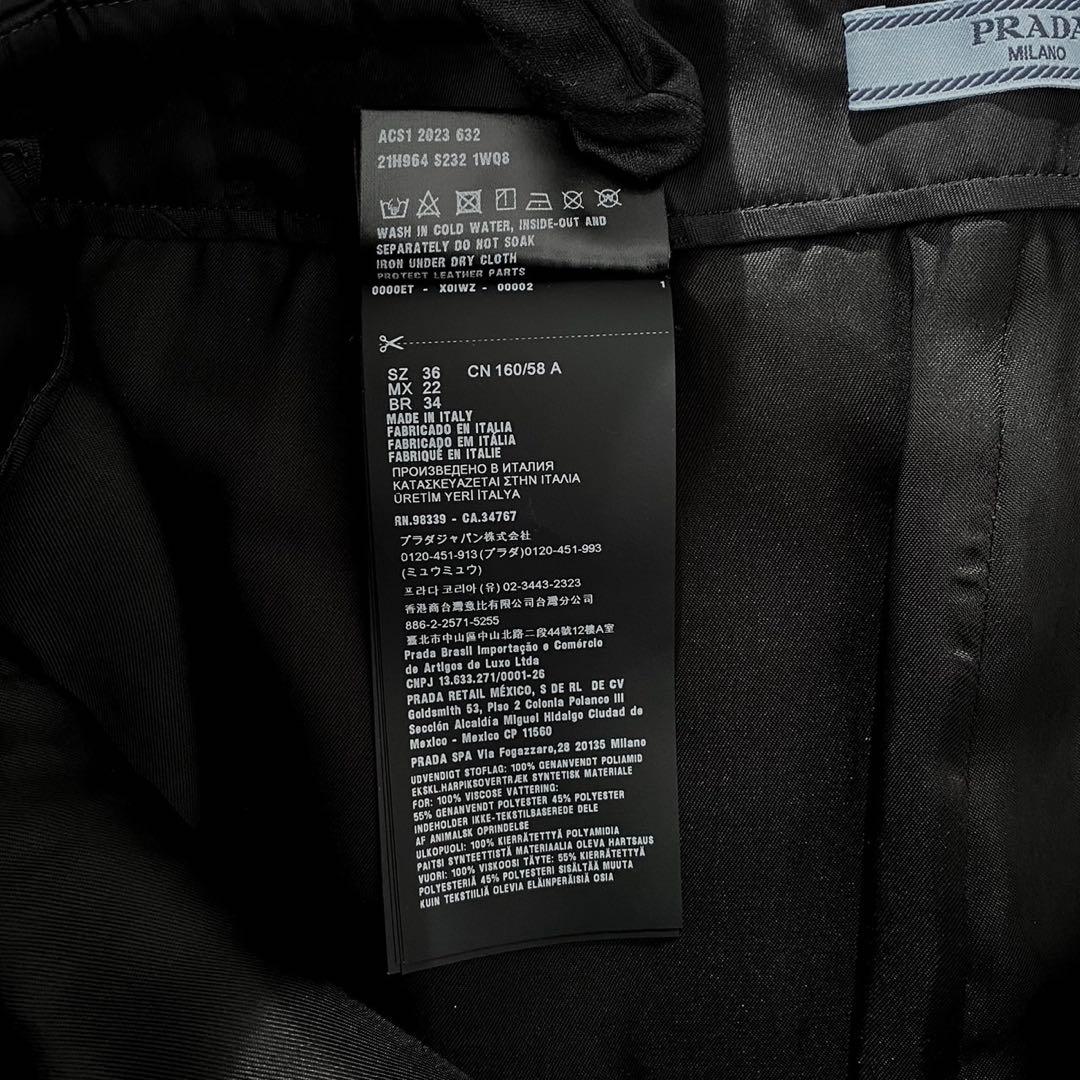 PRADA
MILANO
ACS1 2023 632
21H964 S232 1WQ8
WASH IN COLD WATER, INSIDE-OUT AND
SEPARATELY DO NOT SOAK
IRON UNDER DRY CLOTH
PROTECT LEATHER PARTS
0000ET - X0IWZ - 00002 1
SZ 36 CN 160/58 A
MX 22
BR 34
MADE IN ITALY
FABRICADO EN ITALIA
FABRICADO EM ITÁLIA
FABRIQUÉ EN ITALIE
ПРОИЗВЕДЕНО В ИТАЛИЯ
ΚΑΤΑΣΚΕΥΑΖΕΤΑΙ ΣΤΗΝ ΙΤΑΛΙΑ
ÜRETİM YERİ İTALYA
RN.98339 - CA.34767
プラダジャパン株式会社
0120-451-913(プラダ)0120-451-993
(ミュウミュウ)
프라다 코리아 (유) 02-3443-2323
香港商台灣意比有限公司台灣分公司
886-2-2571-5255
臺北市中山區中山北路二段44號12樓A室
Prada Brasil Importação e Comércio
de Artigos de Luxo Ltda
CNPJ 13.633.271/0001-26
PRADA RETAIL MÉXICO, S DE RL DE CV
Goldsmith 53, Piso 2 Colonia Polanco III
Sección Alcaldía Miguel Hidalgo Ciudad de
Mexico - Mexico CP 11560
PRADA SPA Via Fogazzaro,28 20135 Milano
UDVENDIGT STOFLAG: 100% GENANVENDT POLIAMID
EKSKL.HARPIKSOVERTRÆK SYNTETISK MATERIALE
FOR: 100% VISCOSE VATTERING:
55% GENANVENDT POLYESTER 45% POLYESTER
INDEHOLDER IKKE-TEKSTILBASEREDE DELE
AF ANIMALSK OPRINDELSE
ULKOPUOLI: 100% KIERRÄTETTYÄ POLYAMIDIA
PAITSI SYNTEETTISTÄ MATERIAALIA OLEVA HARTSAUS
VUORI: 100% VISKOOSI TÄYTE: 55% KIERRÄTETTYÄ
POLYESTERIÄ 45% POLYESTERI SISÄLTÄÄ MUUTA
KUIN TEKSTIILIÄ OLEVIA ELÄINPERÄISIÄ OSIA